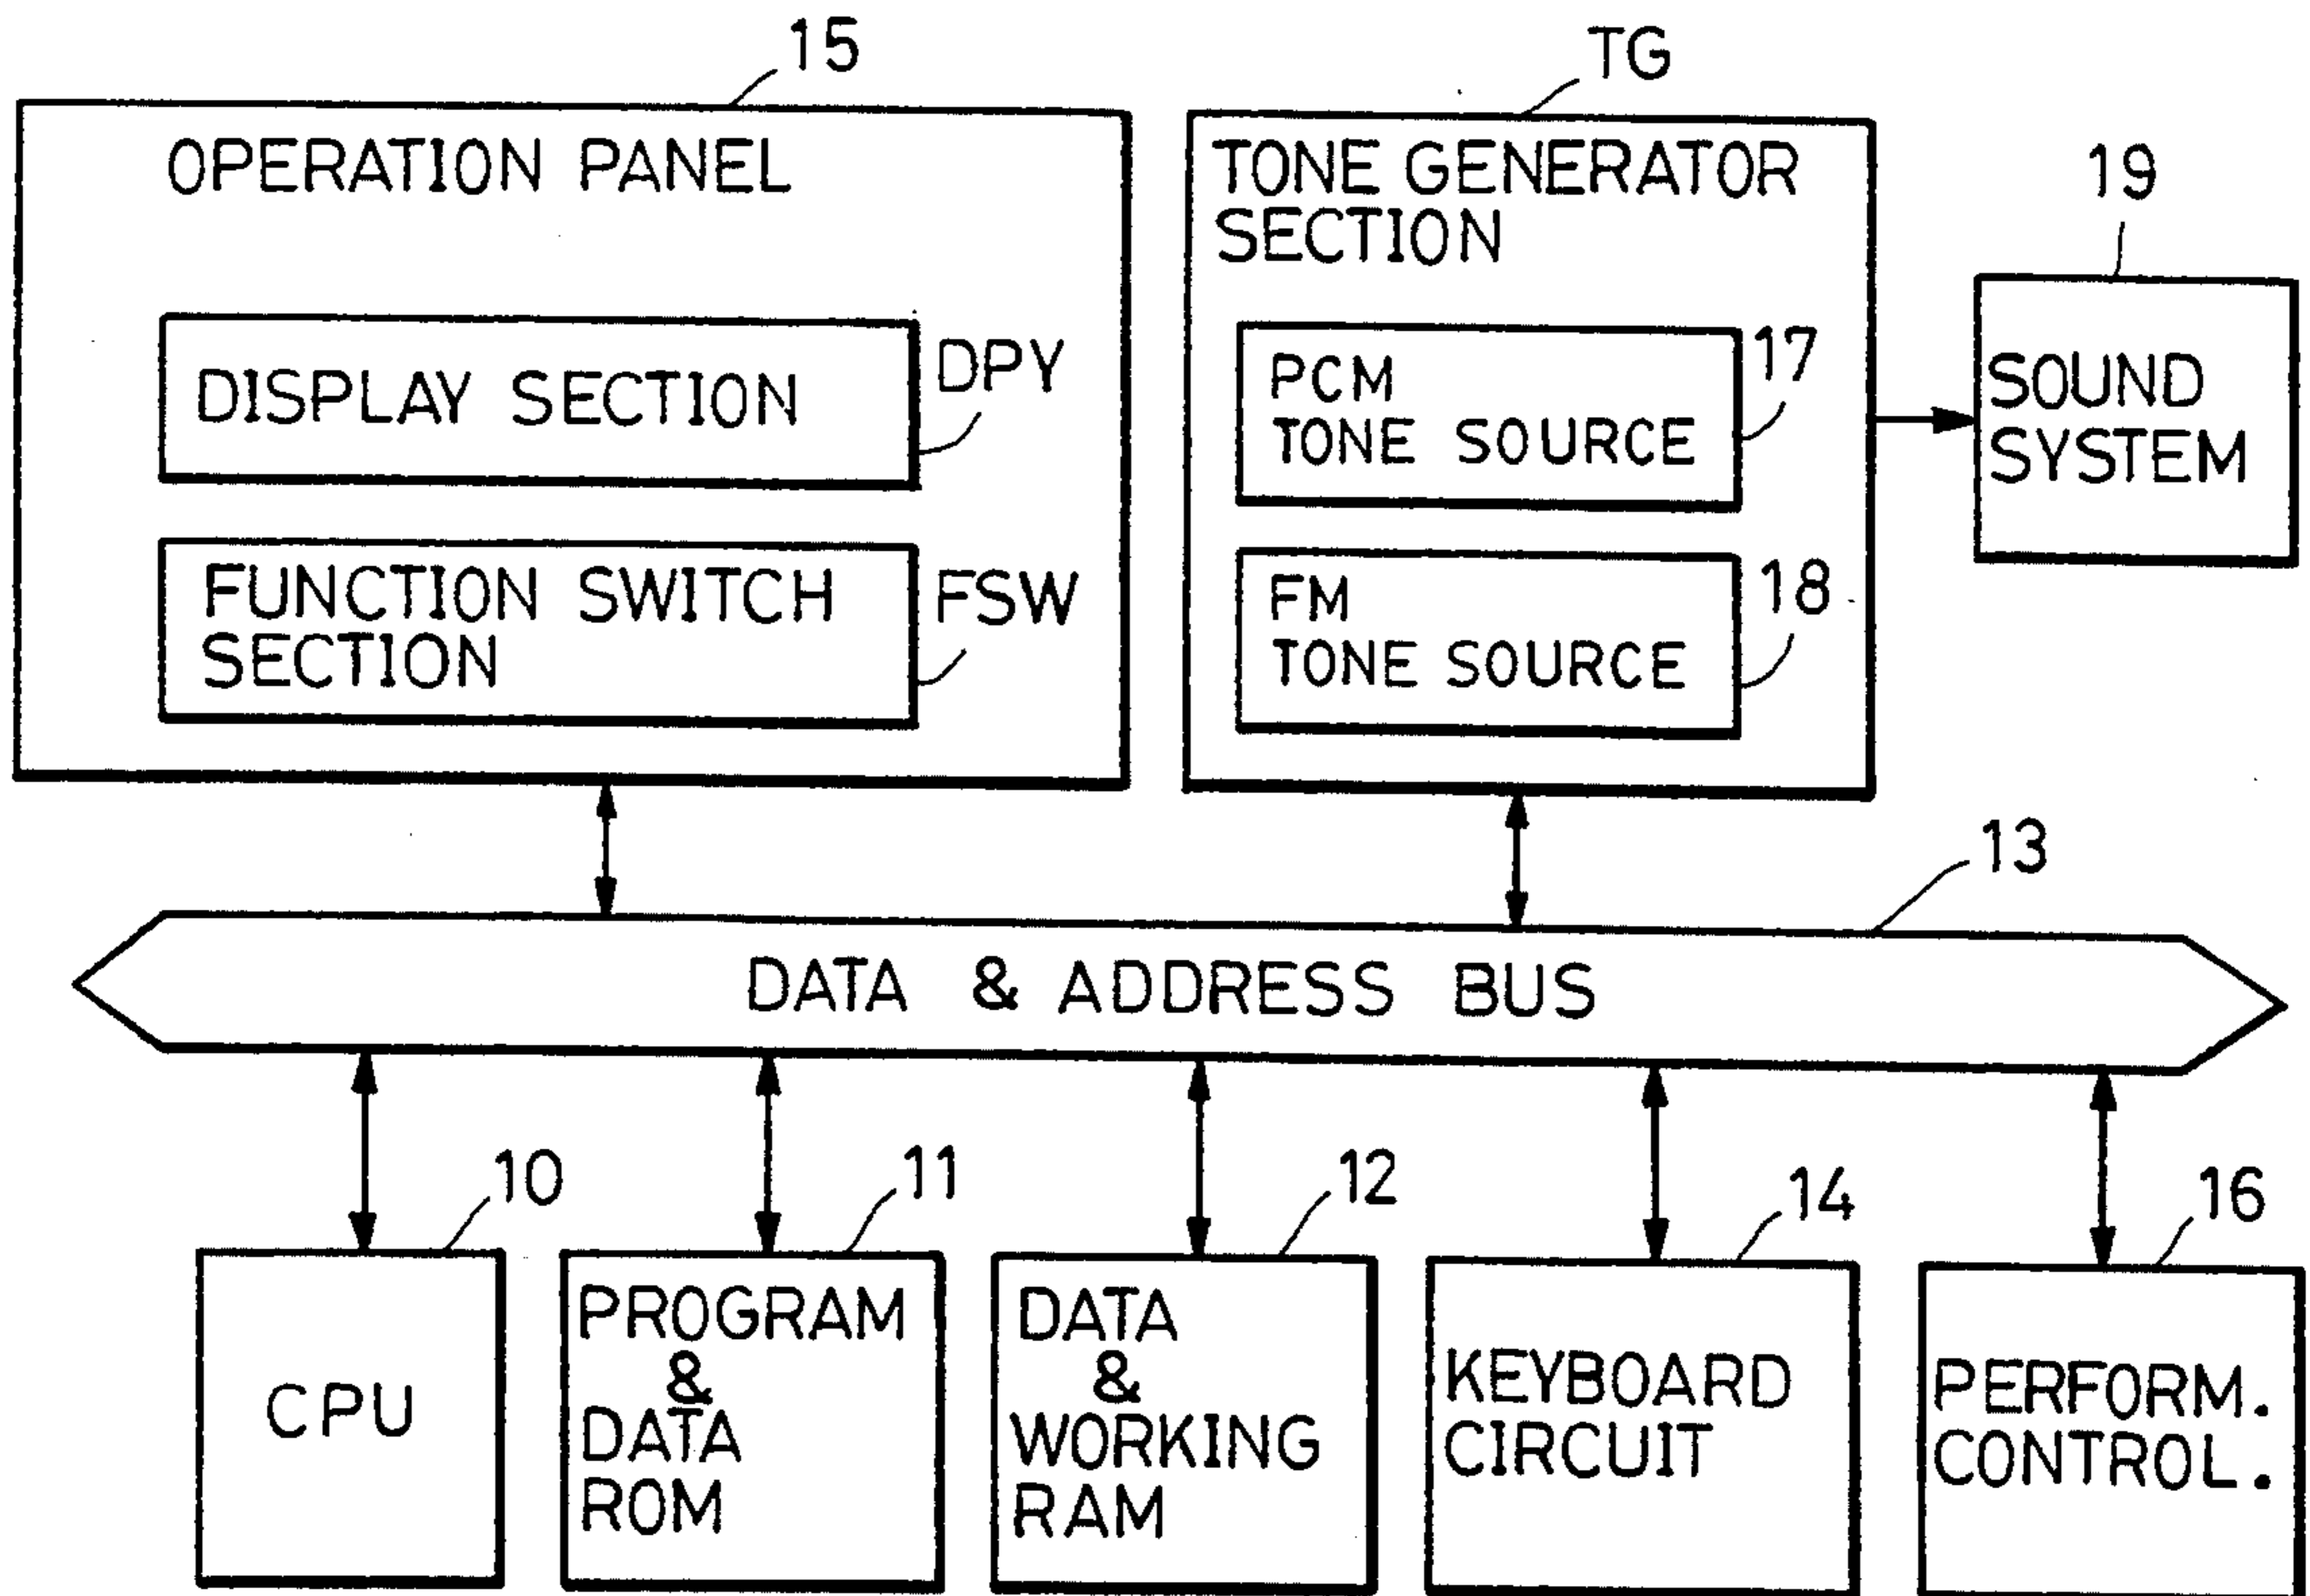 15
OPERATION PANEL
DISPLAY SECTION
DPY
FUNCTION SWITCH
SECTION
FSW
TG
TONE GENERATOR
SECTION
PCM
TONE SOURCE
17
FM
TONE SOURCE
18
19
SOUND
SYSTEM
13
DATA & ADDRESS BUS
10
CPU
11
PROGRAM
&
DATA
ROM
12
DATA
&
WORKING
RAM
14
KEYBOARD
CIRCUIT
16
PERFORM.
CONTROL.